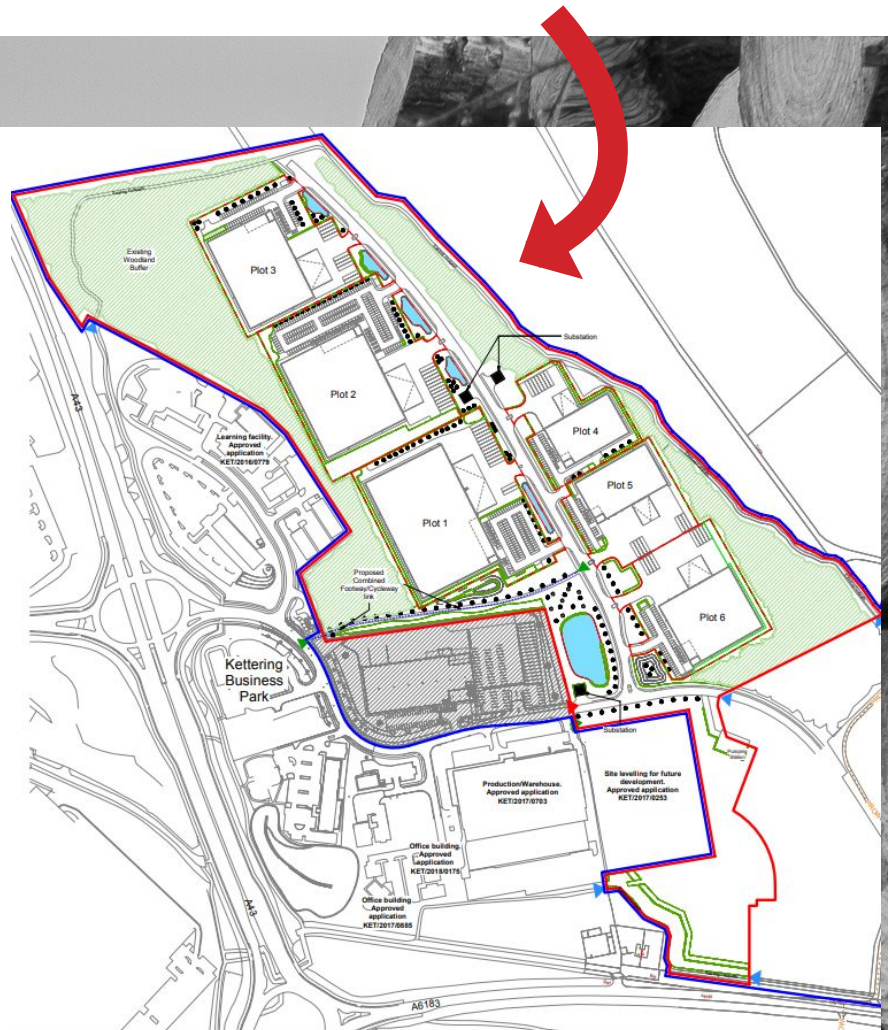 Existing
Woodland
Buffer
Plot 3
Substation
Plot 2
A43
Learning facility.
Approved
application
KET/2016/0779
Plot 4
Plot 5
Plot 1
Proposed
Combined
Footway/Cycleway
link
Plot 6
Kettering
Business
Park
Substation
Pumping
Station
Production/Warehouse.
Approved application
KET/2017/0703
Site levelling for future
development.
Approved application
KET/2017/0253
Office building.
Approved
application
KET/2018/0175
Office building.
Approved
application
KET/2017/0885
A43
A6183